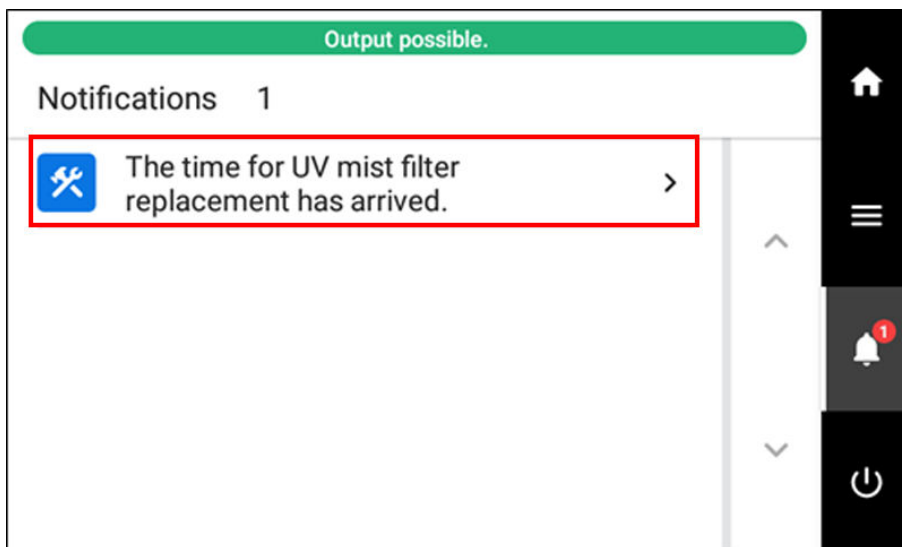 Output possible.
Notifications 1
The time for UV mist filter
replacement has arrived.
1